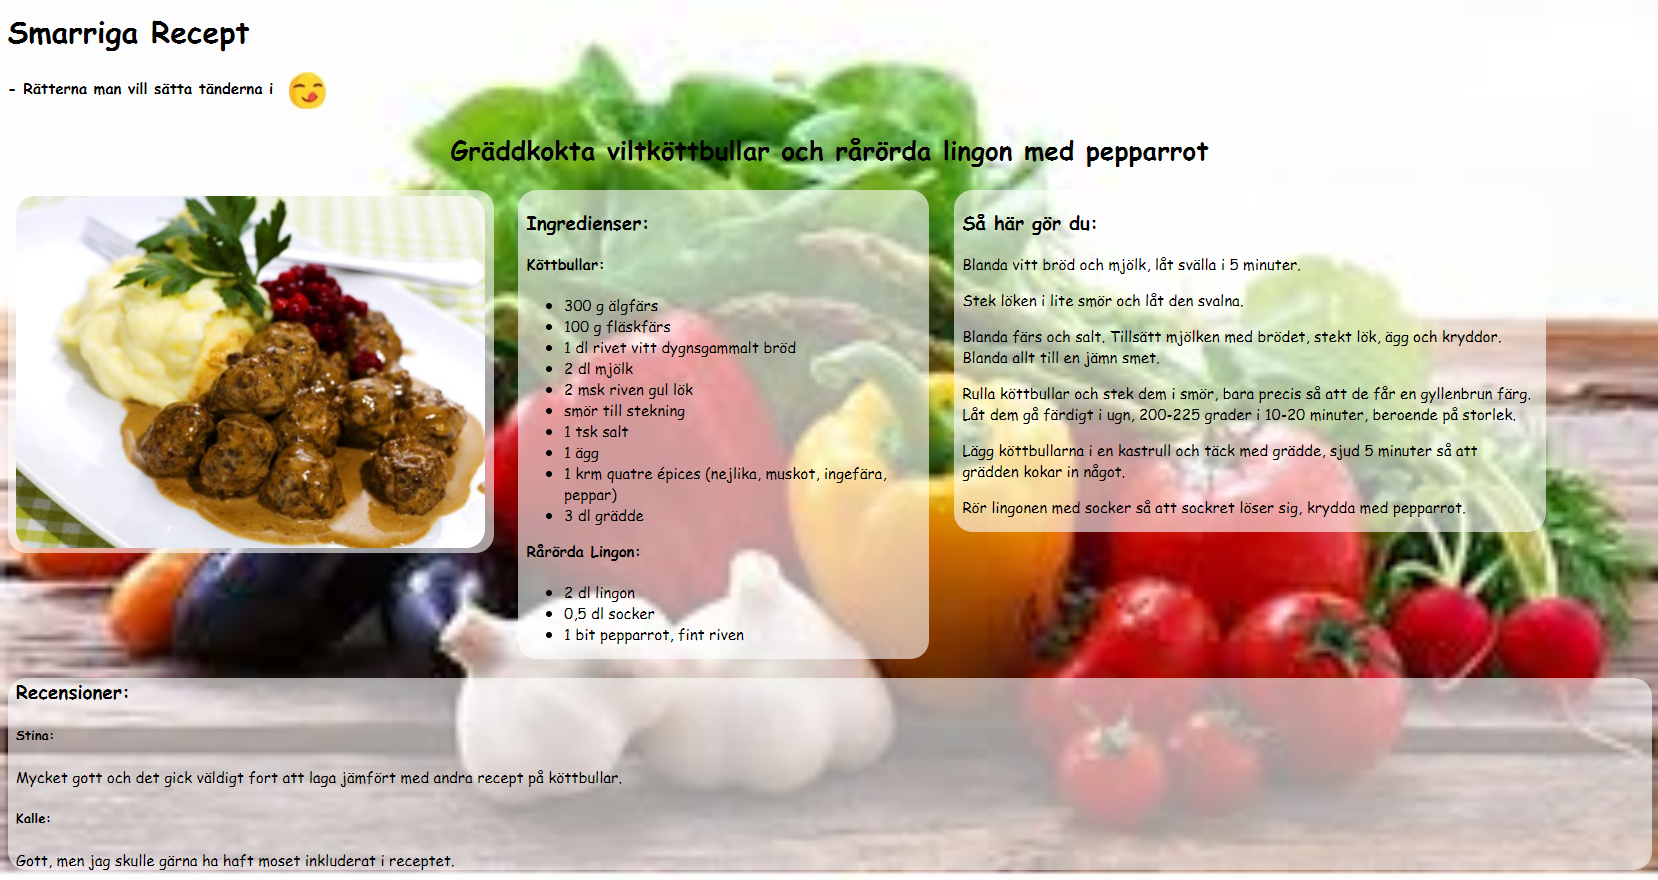 Smarriga Recept
- Rätterna man vill sätta tänderna i
Gräddkokta viltköttbullar och rårörda lingon med pepparrot
Ingredienser:
Köttbullar:
• 300 g älgfärs
• 100 g fläskfärs
• 1 dl rivet vitt dygnsgammalt bröd
• 2 dl mjölk
• 2 msk riven gul lök
• smör till stekning
• 1 tsk salt
• 1 ägg
• 1 krm quatre épices (nejlika, muskot, ingefära,
peppar)
• 3 dl grädde
Rårörda Lingon:
• 2 dl lingon
• 0,5 dl socker
• 1 bit pepparrot, fint riven
Så här gör du:
Blanda vitt bröd och mjölk, låt svälla i 5 minuter.
Stek löken i lite smör och låt den svalna.
Blanda färs och salt. Tillsätt mjölken med brödet, stekt lök, ägg och kryddor.
Blanda allt till en jämn smet.
Rulla köttbullar och stek dem i smör, bara precis så att de får en gyllenbrun färg.
Låt dem gå färdigt i ugn, 200-225 grader i 10-20 minuter, beroende på storlek.
Lägg köttbullarna i en kastrull och täck med grädde, sjud 5 minuter så att
grädden kokar in något.
Rör lingonen med socker så att sockret löser sig, krydda med pepparrot.
Recensioner:
Stina:
Mycket gott och det gick väldigt fort att laga jämfört med andra recept på köttbullar.
Kalle:
Gott, men jag skulle gärna ha haft moset inkluderat i receptet.